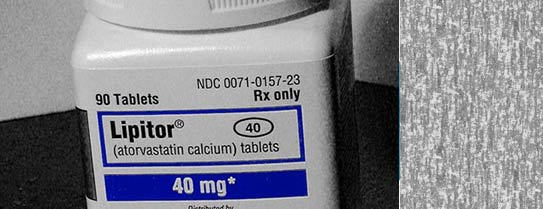 NDC 0071-0157-23
90 Tablets Rx only
Lipitor® 40
(atorvastatin calcium) tablets
40 mg*
Distributed by